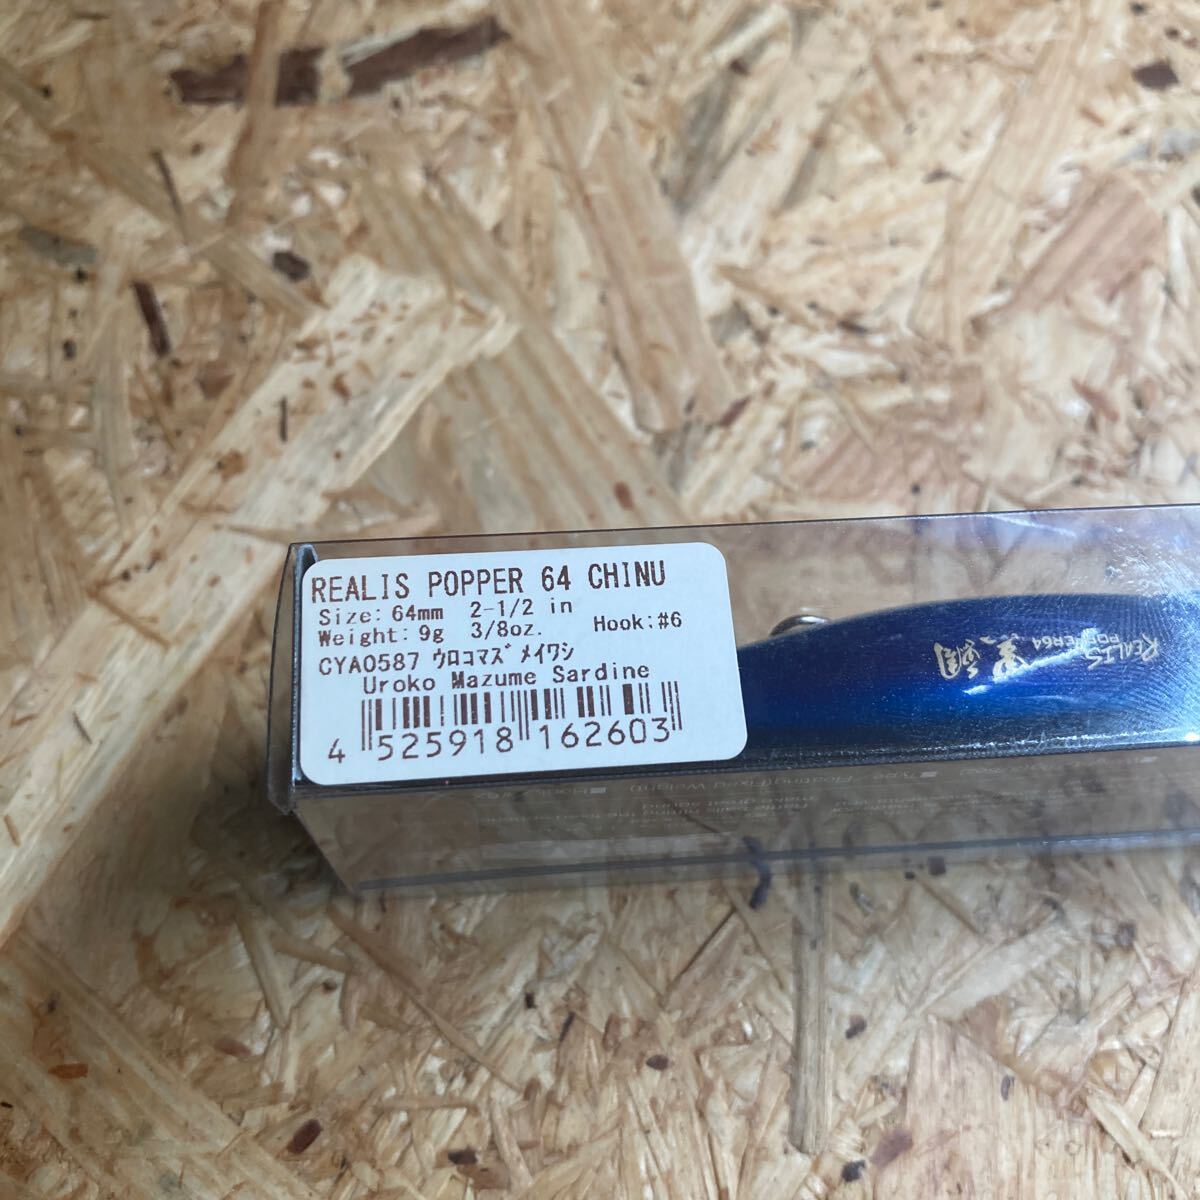 REALIS POPPER 64 CHINU
Size: 64mm 2-1/2 in
Weight: 9g 3/8oz. Hook:#6
CYA0587 ｳﾛｺﾏｽﾞﾒｲﾜｼ
Uroko Mazume Sardine
4 525918 162603
REALIS
POPPER64